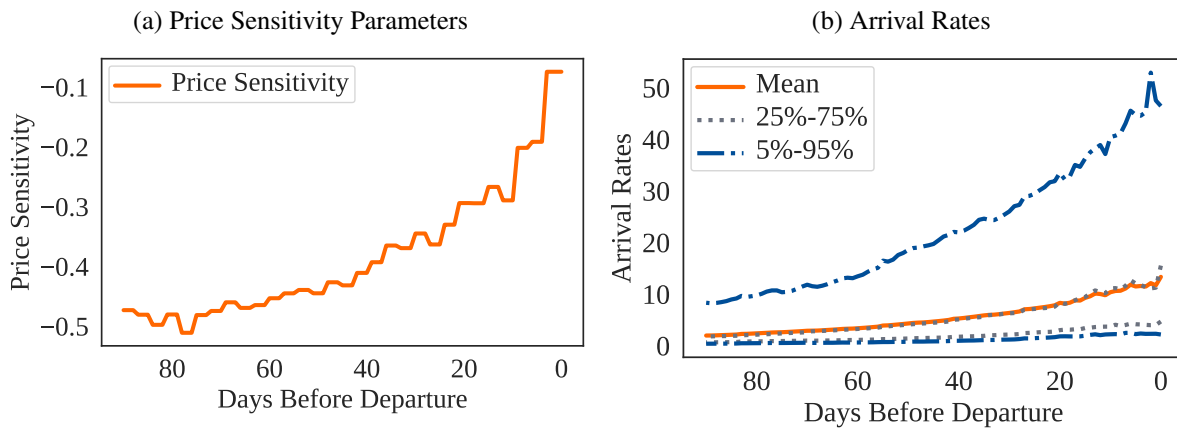 (a) Price Sensitivity Parameters
Price Sensitivity
−0.1
−0.2
−0.3
−0.4
−0.5
Price Sensitivity
80 60 40 20 0
Days Before Departure
(b) Arrival Rates
Mean
25%-75%
5%-95%
50
40
30
20
10
0
Arrival Rates
80 60 40 20 0
Days Before Departure